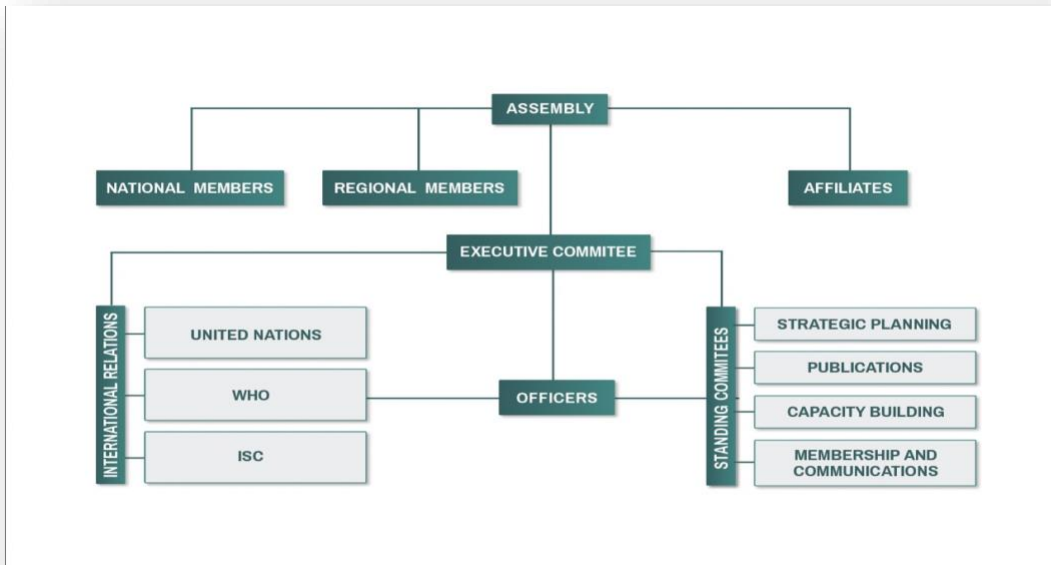 ASSEMBLY
NATIONAL MEMBERS
REGIONAL MEMBERS
AFFILIATES
EXECUTIVE COMMITEE
INTERNATIONAL RELATIONS
UNITED NATIONS
WHO
ISC
OFFICERS
STANDING COMMITEES
STRATEGIC PLANNING
PUBLICATIONS
CAPACITY BUILDING
MEMBERSHIP AND
COMMUNICATIONS